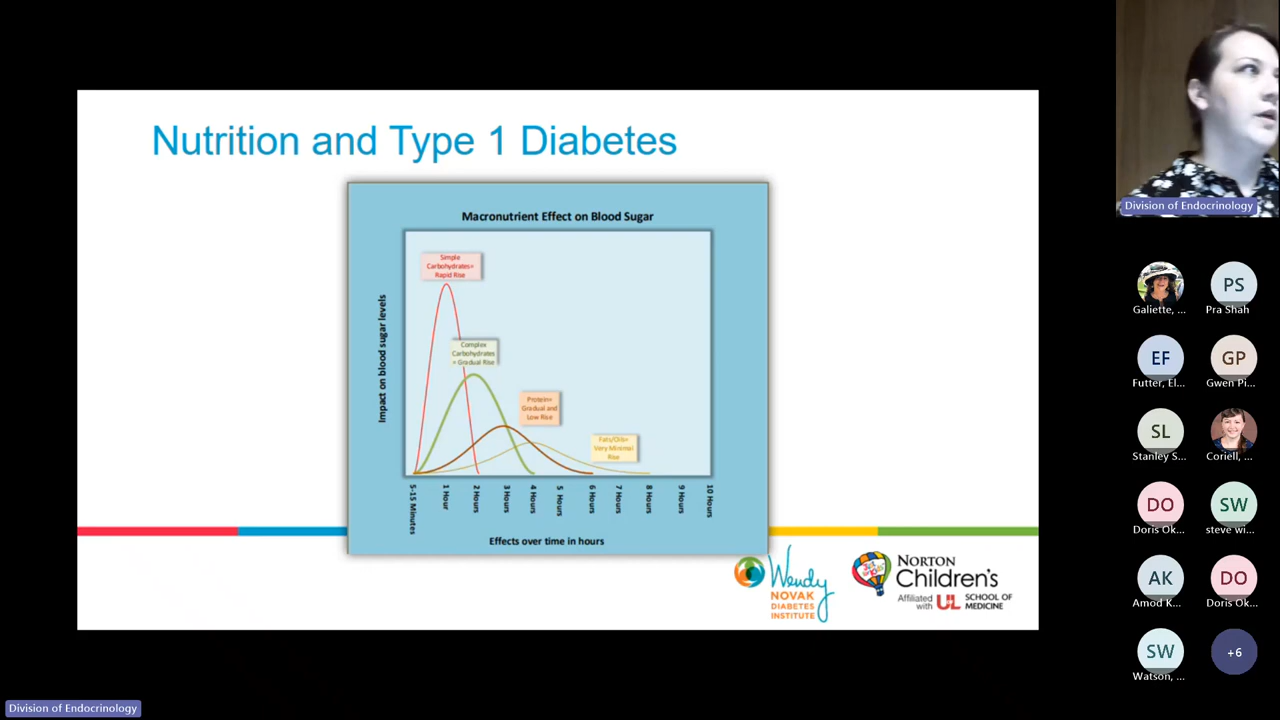 Nutrition and Type 1 Diabetes
Macronutrient Effect on Blood Sugar
Simple
Carbohydrates=
Rapid Rise
Complex
Carbohydrates
= Gradual Rise
Protein=
Gradual and
Low Rise
Fats/Oils=
Very Minimal
Rise
Impact on blood sugar levels
5-15 Minutes
1 Hour
2 Hours
3 Hours
4 Hours
5 Hours
6 Hours
7 Hours
8 Hours
9 Hours
10 Hours
Effects over time in hours
Wendy
NOVAK
DIABETES
INSTITUTE
Just for Kids
NORTON
Children's
Affiliated
with
UL
SCHOOL OF
MEDICINE
Division of Endocrinology
Galiette, ...
PS
Pra Shah
EF
Futter, El...
GP
Gwen Pi...
SL
Stanley S...
Coriell, ...
DO
Doris Ok...
SW
steve wi...
AK
Amod K...
DO
Doris Ok...
SW
Watson, ...
+6
Division of Endocrinology